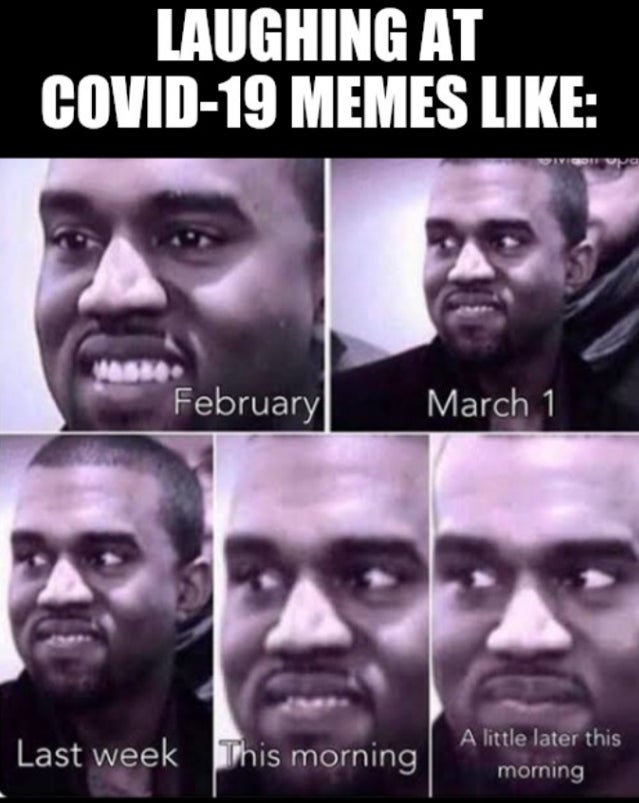 LAUGHING AT
COVID-19 MEMES LIKE:
February
March 1
Last week
This morning
A little later this
morning